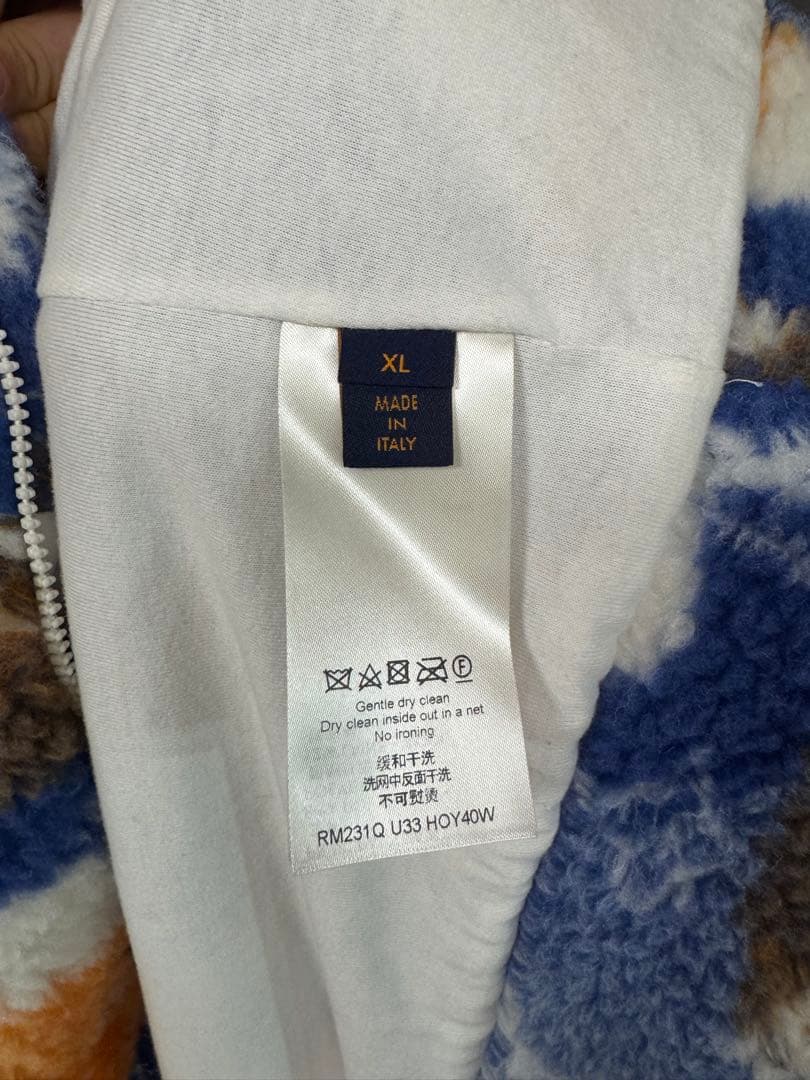 XL
MADE
IN
ITALY
Ⓕ
Gentle dry clean
Dry clean inside out in a net
No ironing
缓和干洗
洗网中反面干洗
不可熨烫
RM231Q U33 HOY40W